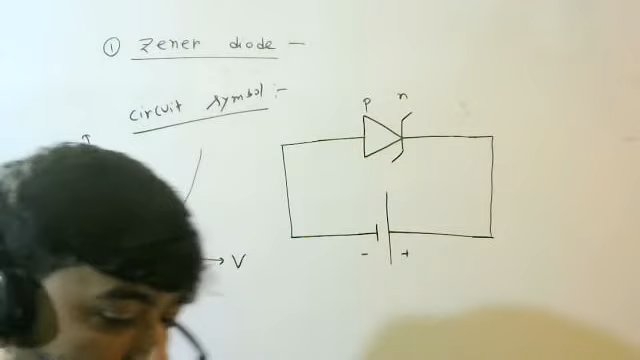 ① Zener diode -
circuit symbol :-
p n
V
- +